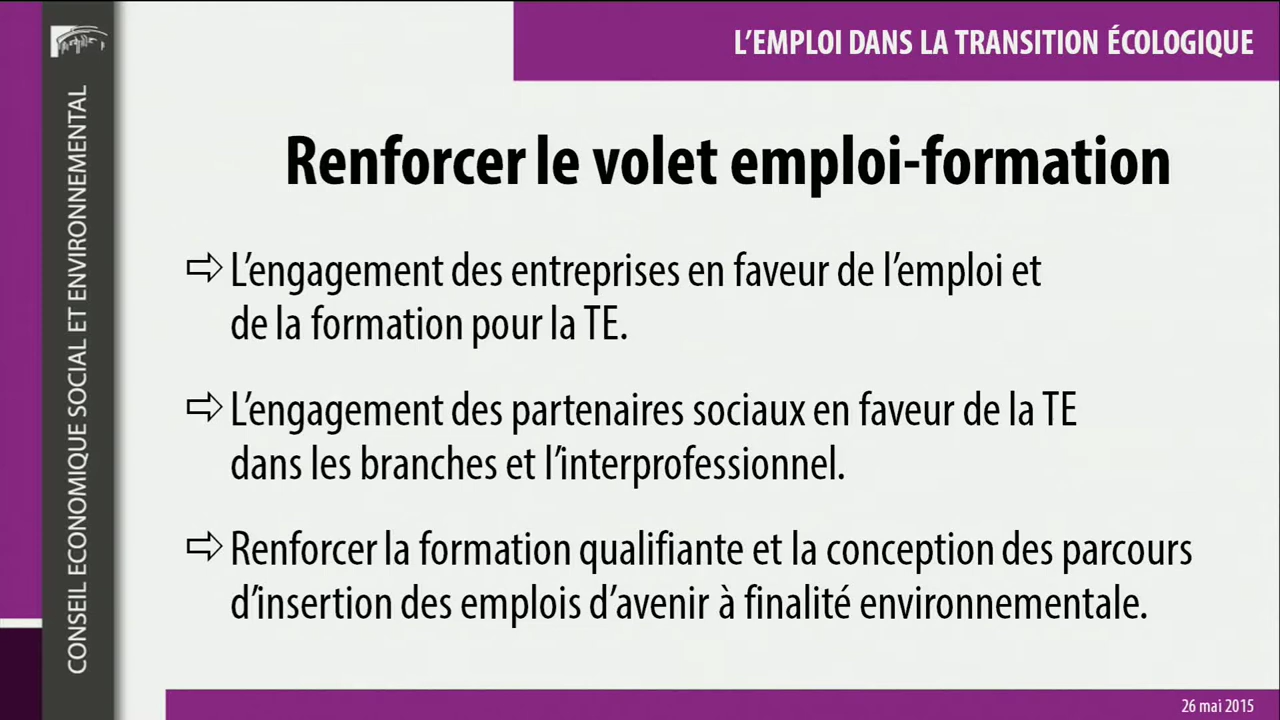 L’EMPLOI DANS LA TRANSITION ÉCOLOGIQUE
CONSEIL ECONOMIQUE SOCIAL ET ENVIRONNEMENTAL
Renforcer le volet emploi-formation
⇨ L’engagement des entreprises en faveur de l’emploi et
de la formation pour la TE.
⇨ L’engagement des partenaires sociaux en faveur de la TE
dans les branches et l’interprofessionnel.
⇨ Renforcer la formation qualifiante et la conception des parcours
d’insertion des emplois d’avenir à finalité environnementale.
26 mai 2015